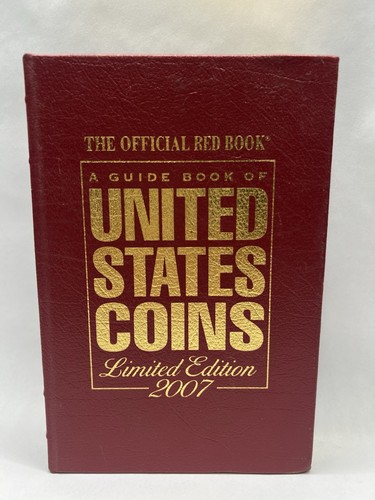 THE OFFICIAL RED BOOK®
A GUIDE BOOK OF
UNITED
STATES
COINS
Limited Edition
2007